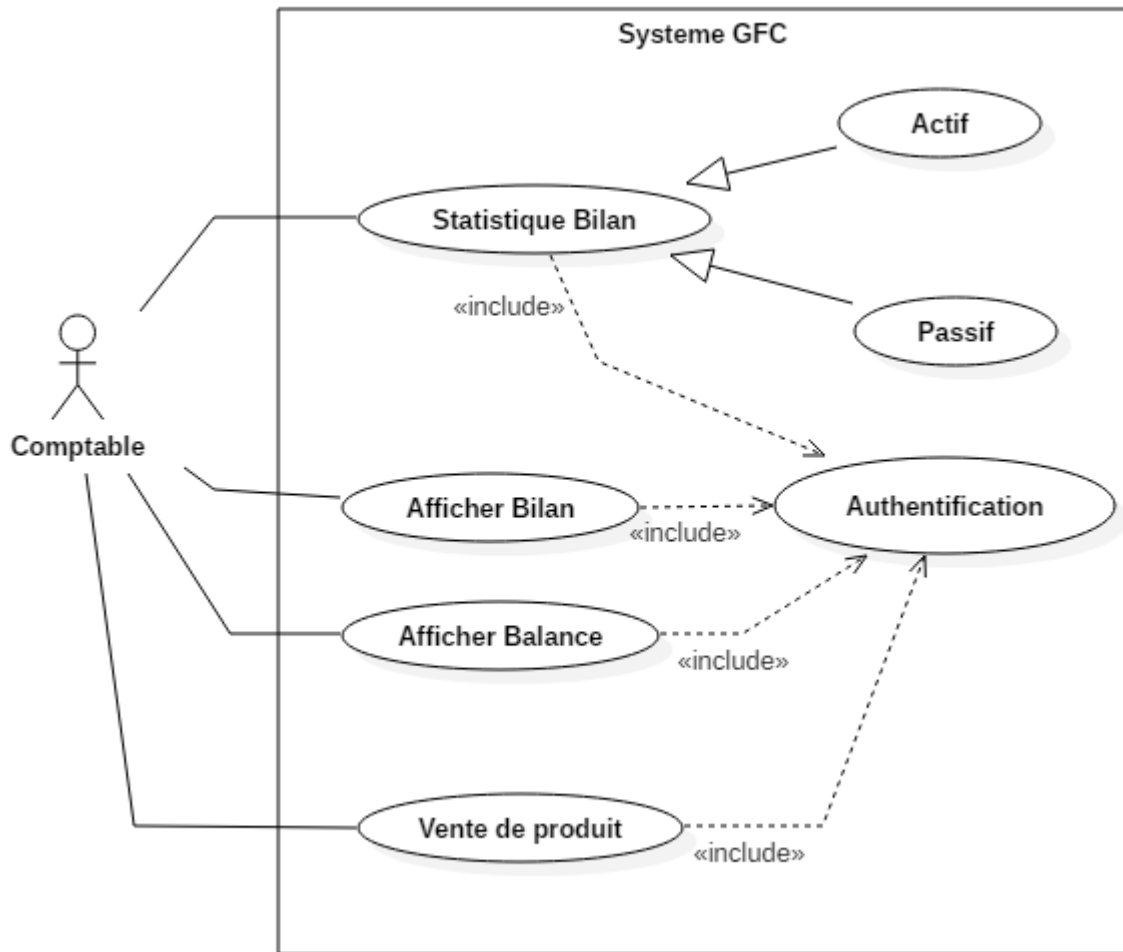 Systeme GFC
Actif
Statistique Bilan
«include»
Passif
Comptable
Afficher Bilan
«include»
Authentification
Afficher Balance
«include»
Vente de produit
«include»